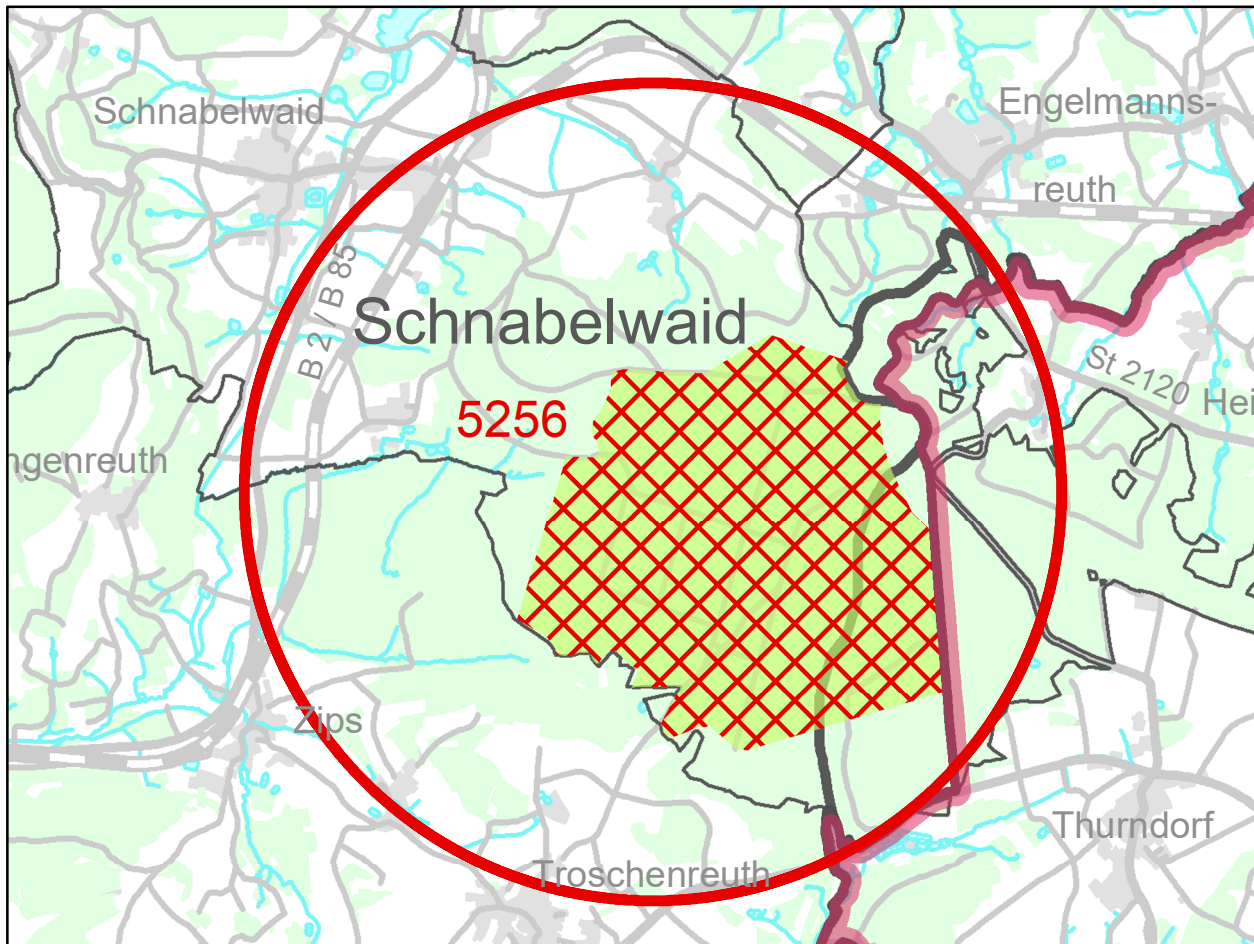 Schnabelwaid
Engelmanns-
reuth
B 2 / B 85
Schnabelwaid
St 2120
Hei
5256
ngenreuth
Zips
Thurndorf
Troschenreuth